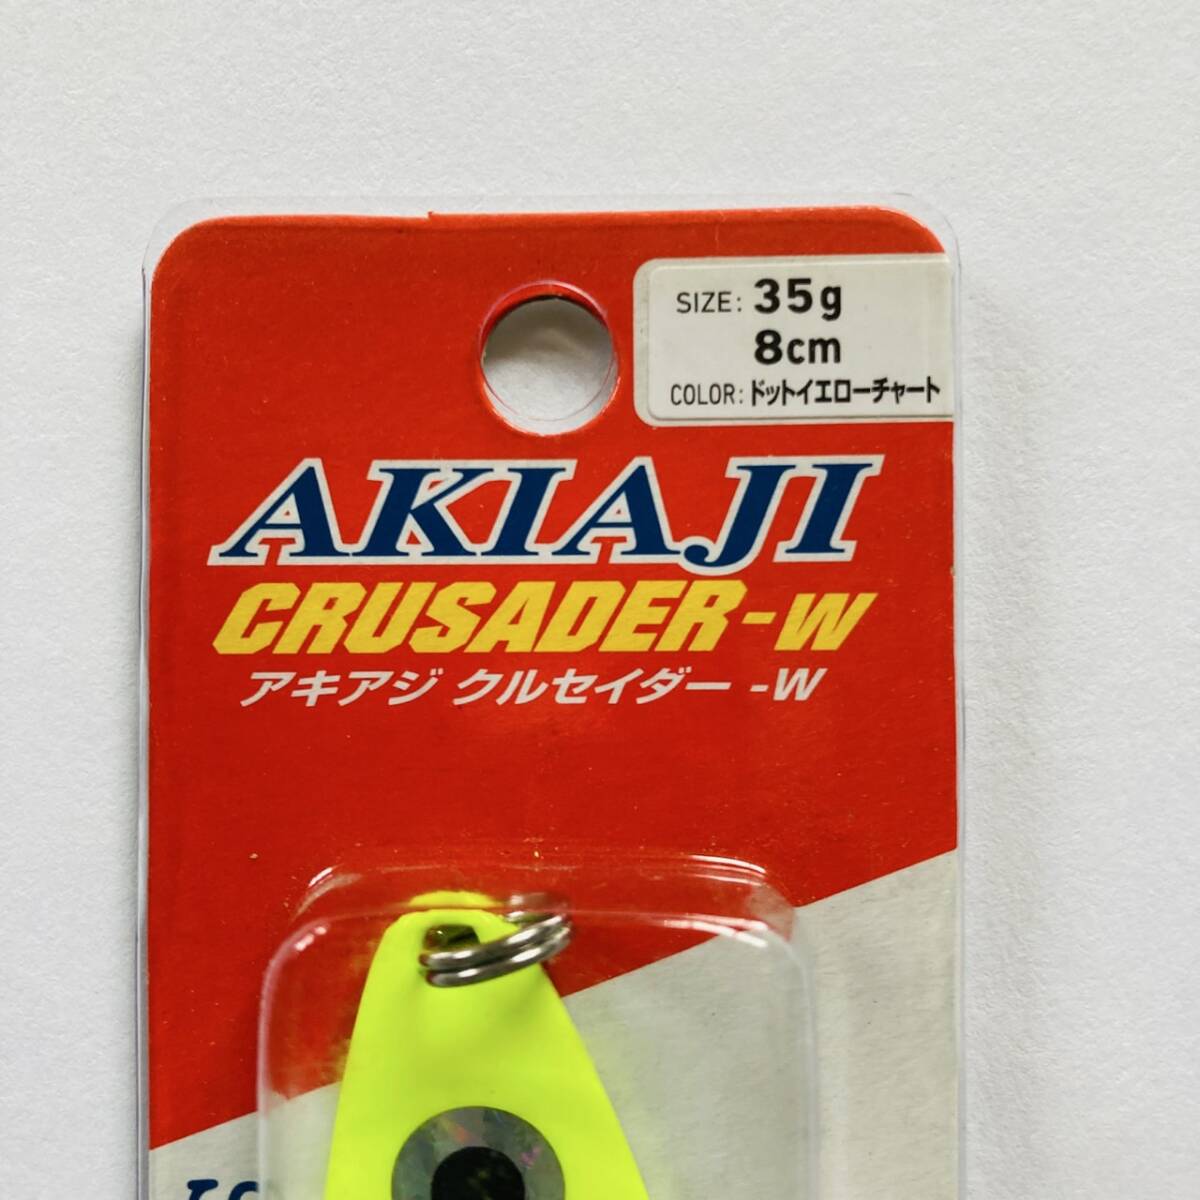 SIZE: 35g
8cm
COLOR: ドットイエローチャート
AKIAJI
CRUSADER-W
アキアジ クルセイダー -W